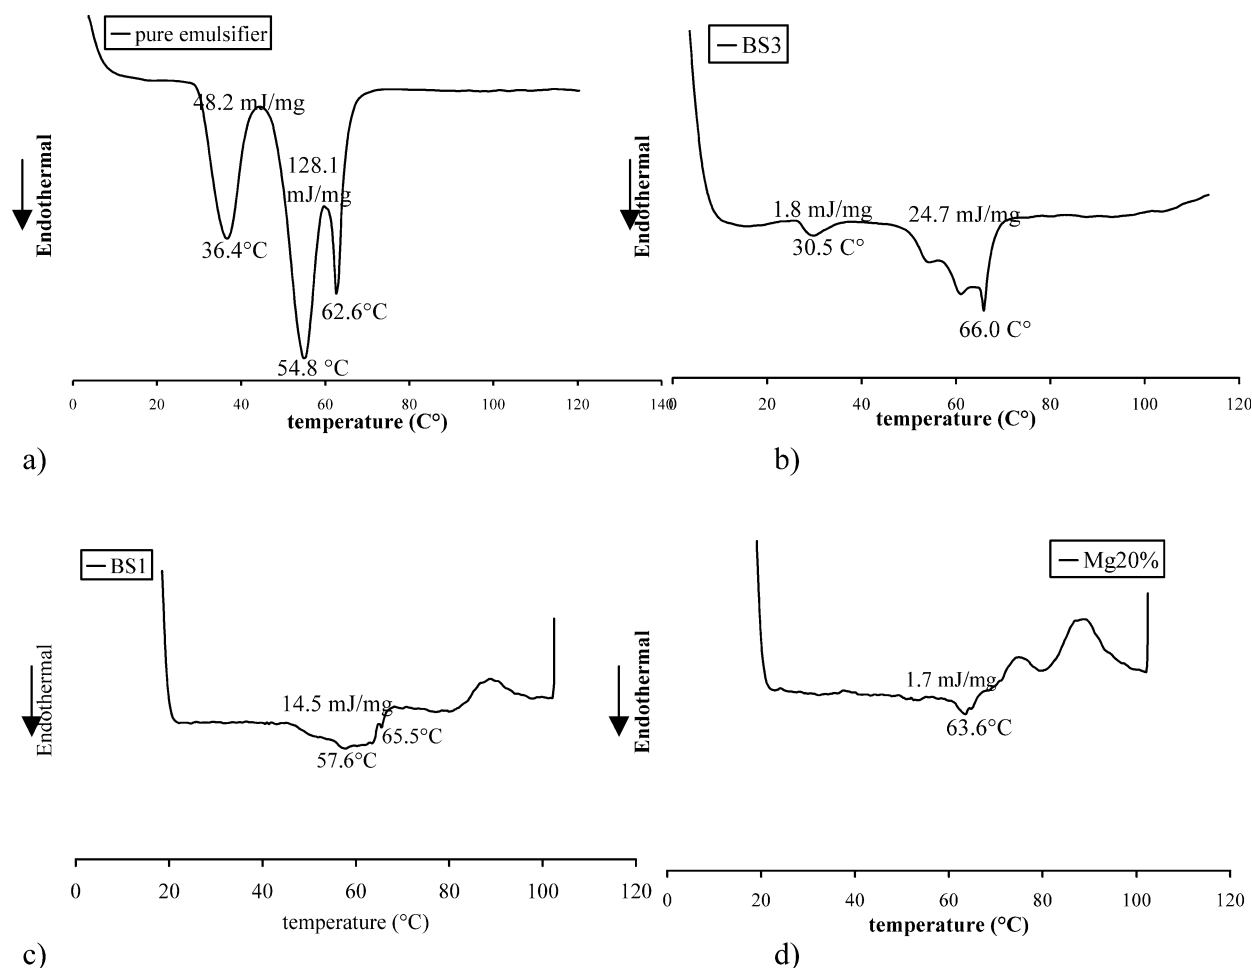 pure emulsifier
48.2 mJ/mg
128.1
mJ/mg
Endothermal
36.4°C
62.6°C
54.8 °C
0 20 40 60 80 100 120 140
temperature (C°)
a)
BS3
1.8 mJ/mg
24.7 mJ/mg
Endothermal
30.5 C°
66.0 C°
0 20 40 60 80 100 120
temperature (C°)
b)
BS1
14.5 mJ/mg
Endothermal
65.5°C
57.6°C
0 20 40 60 80 100 120
temperature (°C)
c)
Mg20%
1.7 mJ/mg
Endothermal
63.6°C
0 20 40 60 80 100 120
temperature (°C)
d)